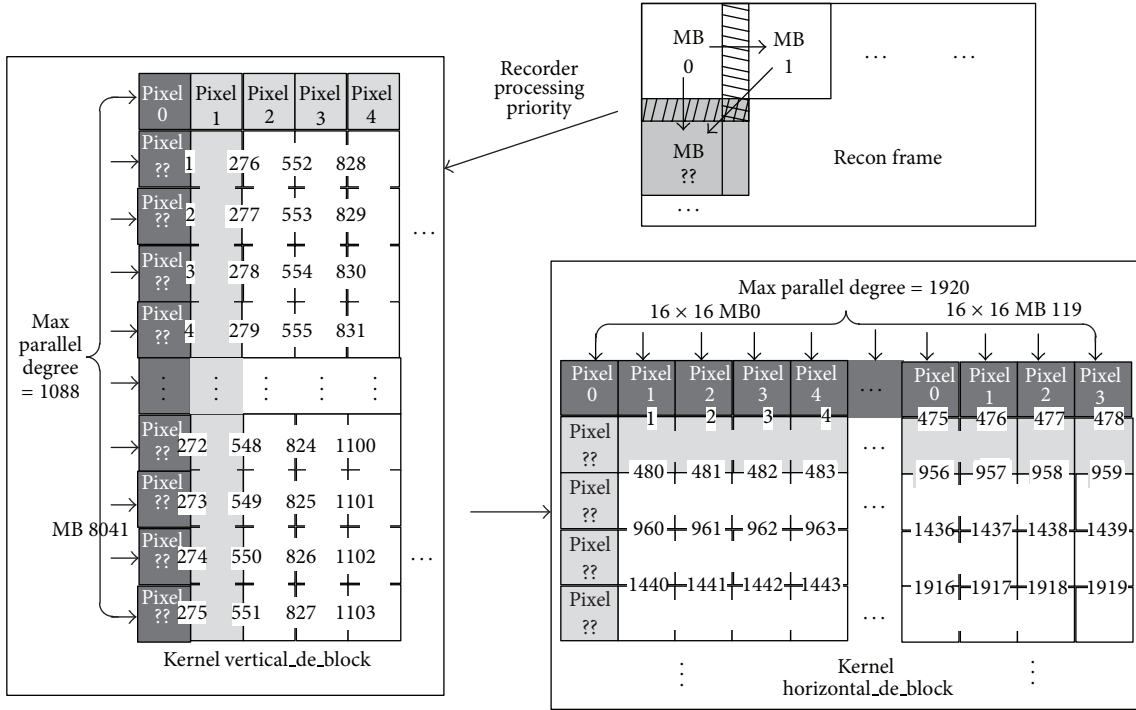 MB 0
MB 1
... ...
MB ??
Recon frame
...
Recorder processing priority
Pixel 0 Pixel 1 Pixel 2 Pixel 3 Pixel 4
Pixel ?? 1 276 552 828
Pixel ?? 2 277 553 829
...
Pixel ?? 3 278 554 830
Pixel ?? 4 279 555 831
Max parallel degree = 1088
⋮ ⋮ ⋮ ⋮ ⋮
Pixel ?? 272 548 824 1100
Pixel ?? 273 549 825 1101
MB 8041
Pixel ?? 274 550 826 1102
...
Pixel ?? 275 551 827 1103
Kernel vertical_de_block
Max parallel degree = 1920
16 × 16 MB0
16 × 16 MB 119
Pixel 0 Pixel 1 Pixel 2 Pixel 3 Pixel 4 ... Pixel 0 Pixel 1 Pixel 2 Pixel 3
1 2 3 4 475 476 477 478
Pixel ?? ...
480 481 482 483 956 957 958 959
Pixel ?? ...
960 961 962 963 1436 1437 1438 1439
Pixel ??
1440 1441 1442 1443 1916 1917 1918 1919
Pixel ?? ...
⋮ ⋮
Kernel
horizontal_de_block